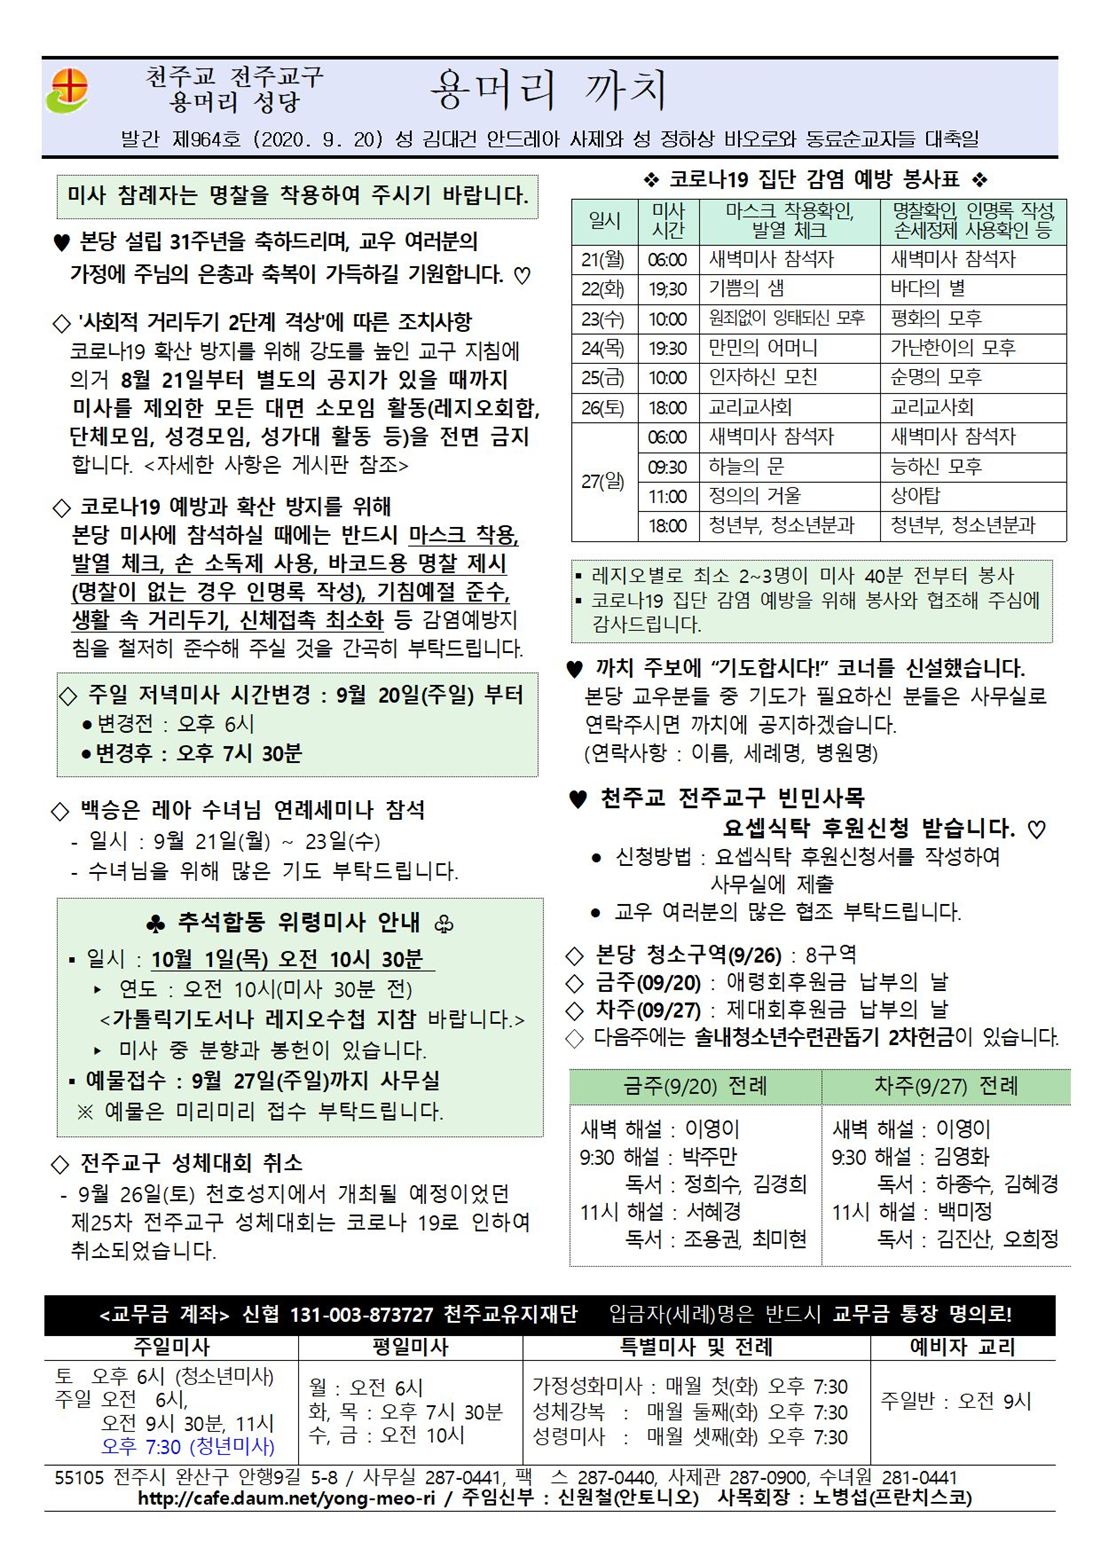 천주교 전주교구
용머리 성당
용머리 까치
발간 제964호 (2020. 9. 20) 성 김대건 안드레아 사제와 성 정하상 바오로와 동료순교자들 대축일
미사 참례자는 명찰을 착용하여 주시기 바랍니다.
♥ 본당 설립 31주년을 축하드리며, 교우 여러분의
가정에 주님의 은총과 축복이 가득하길 기원합니다. ♡
◇ '사회적 거리두기 2단계 격상'에 따른 조치사항
코로나19 확산 방지를 위해 강도를 높인 교구 지침에
의거 8월 21일부터 별도의 공지가 있을 때까지
미사를 제외한 모든 대면 소모임 활동(레지오회합,
단체모임, 성경모임, 성가대 활동 등)을 전면 금지
합니다. <자세한 사항은 게시판 참조>
◇ 코로나19 예방과 확산 방지를 위해
본당 미사에 참석하실 때에는 반드시 마스크 착용,
발열 체크, 손 소독제 사용, 바코드용 명찰 제시
(명찰이 없는 경우 인명록 작성), 기침예절 준수,
생활 속 거리두기, 신체접촉 최소화 등 감염예방지
침을 철저히 준수해 주실 것을 간곡히 부탁드립니다.
◇ 주일 저녁미사 시간변경 : 9월 20일(주일) 부터
●변경전 : 오후 6시
●변경후 : 오후 7시 30분
◇ 백승은 레아 수녀님 연례세미나 참석
- 일시 : 9월 21일(월) ~ 23일(수)
- 수녀님을 위해 많은 기도 부탁드립니다.
♣ 추석합동 위령미사 안내 ♧
▪ 일시 : 10월 1일(목) 오전 10시 30분
▸ 연도 : 오전 10시(미사 30분 전)
<가톨릭기도서나 레지오수첩 지참 바랍니다.>
▸ 미사 중 분향과 봉헌이 있습니다.
▪ 예물접수 : 9월 27일(주일)까지 사무실
※ 예물은 미리미리 접수 부탁드립니다.
◇ 전주교구 성체대회 취소
- 9월 26일(토) 천호성지에서 개최될 예정이었던
제25차 전주교구 성체대회는 코로나 19로 인하여
취소되었습니다.
❖ 코로나19 집단 감염 예방 봉사표 ❖
일시 미사 시간 마스크 착용확인, 발열 체크 명찰확인, 인명록 작성, 손세정제 사용확인 등
21(월) 06:00 새벽미사 참석자 새벽미사 참석자
22(화) 19;30 기쁨의 샘 바다의 별
23(수) 10:00 원죄없이 잉태되신 모후 평화의 모후
24(목) 19:30 만민의 어머니 가난한이의 모후
25(금) 10:00 인자하신 모친 순명의 모후
26(토) 18:00 교리교사회 교리교사회
27(일) 06:00 새벽미사 참석자 새벽미사 참석자
09:30 하늘의 문 능하신 모후
11:00 정의의 거울 상아탑
18:00 청년부, 청소년분과 청년부, 청소년분과
▪ 레지오별로 최소 2~3명이 미사 40분 전부터 봉사
▪ 코로나19 집단 감염 예방을 위해 봉사와 협조해 주심에
감사드립니다.
♥ 까치 주보에 “기도합시다!” 코너를 신설했습니다.
본당 교우분들 중 기도가 필요하신 분들은 사무실로
연락주시면 까치에 공지하겠습니다.
(연락사항 : 이름, 세례명, 병원명)
♥ 천주교 전주교구 빈민사목
요셉식탁 후원신청 받습니다. ♡
● 신청방법 : 요셉식탁 후원신청서를 작성하여
사무실에 제출
● 교우 여러분의 많은 협조 부탁드립니다.
◇ 본당 청소구역(9/26) : 8구역
◇ 금주(09/20) : 애령회후원금 납부의 날
◇ 차주(09/27) : 제대회후원금 납부의 날
◇ 다음주에는 솔내청소년수련관돕기 2차헌금이 있습니다.
금주(9/20) 전례 차주(9/27) 전례
새벽 해설 : 이영이 새벽 해설 : 이영이
9:30 해설 : 박주만 9:30 해설 : 김영화
독서 : 정희수, 김경희 독서 : 하종수, 김혜경
11시 해설 : 서혜경 11시 해설 : 백미정
독서 : 조용권, 최미현 독서 : 김진산, 오희정
<교무금 계좌> 신협 131-003-873727 천주교유지재단 입금자(세례)명은 반드시 교무금 통장 명의로!
주일미사 평일미사 특별미사 및 전례 예비자 교리
토 오후 6시 (청소년미사)
주일 오전 6시,
오전 9시 30분, 11시
오후 7:30 (청년미사)
월 : 오전 6시
화, 목 : 오후 7시 30분
수, 금 : 오전 10시
가정성화미사 : 매월 첫(화) 오후 7:30
성체강복 : 매월 둘째(화) 오후 7:30
성령미사 : 매월 셋째(화) 오후 7:30
주일반 : 오전 9시
55105 전주시 완산구 안행9길 5-8 / 사무실 287-0441, 팩 스 287-0440, 사제관 287-0900, 수녀원 281-0441
http://cafe.daum.net/yong-meo-ri / 주임신부 : 신원철(안토니오) 사목회장 : 노병섭(프란치스코)